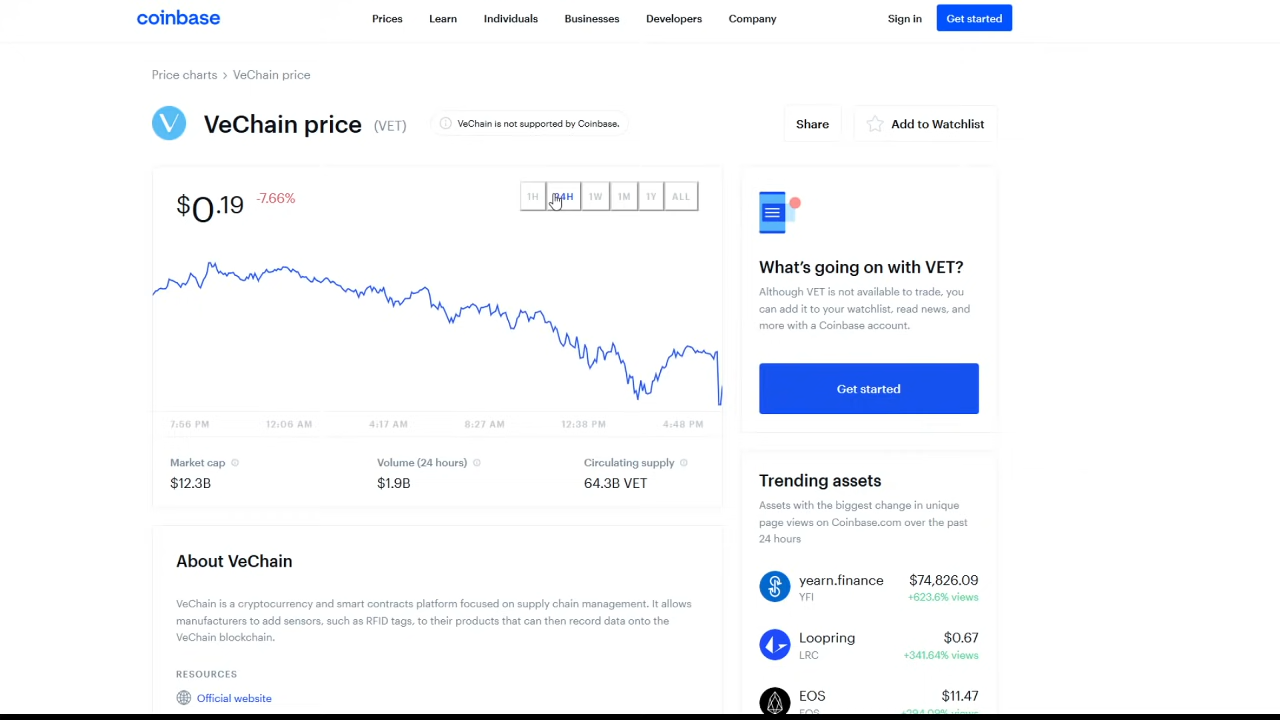 coinbase
Prices
Learn
Individuals
Businesses
Developers
Company
Sign in
Get started
Price charts › VeChain price
VeChain price (VET)
VeChain is not supported by Coinbase.
Share
Add to Watchlist
$0.19 -7.66%
1H
24H
1W
1M
1Y
ALL
7:56 PM
12:06 AM
4:17 AM
8:27 AM
12:38 PM
4:48 PM
Market cap
$12.3B
Volume (24 hours)
$1.9B
Circulating supply
64.3B VET
About VeChain
VeChain is a cryptocurrency and smart contracts platform focused on supply chain management. It allows
manufacturers to add sensors, such as RFID tags, to their products that can then record data onto the
VeChain blockchain.
RESOURCES
Official website
What's going on with VET?
Although VET is not available to trade, you
can add it to your watchlist, read news, and
more with a Coinbase account.
Get started
Trending assets
Assets with the biggest change in unique
page views on Coinbase.com over the past
24 hours
yearn.finance $74,826.09
YFI +623.6% views
Loopring $0.67
LRC +341.64% views
EOS $11.47
EOS